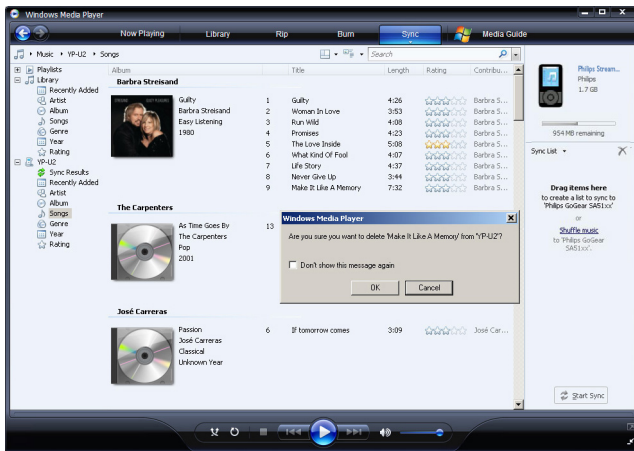 Windows Media Player
Now Playing Library Rip Burn Sync Media Guide
Music YP-U2 Songs Search
Playlists
Library
Recently Added
Artist
Album
Songs
Genre
Year
Rating
YP-U2
Sync Results
Recently Added
Artist
Album
Songs
Genre
Year
Rating
Album Title Length Rating Contribu...
Barbra Streisand
Guilty
Barbra Streisand
Easy Listening
1980
1 Guilty 4:26 Barbra S...
2 Woman In Love 3:53 Barbra S...
3 Run Wild 4:08 Barbra S...
4 Promises 4:23 Barbra S...
5 The Love Inside 5:08 Barbra S...
6 What Kind Of Fool 4:07 Barbra S...
7 Life Story 4:37 Barbra S...
8 Never Give Up 3:44 Barbra S...
9 Make It Like A Memory 7:32 Barbra S...
The Carpenters
As Time Goes By
The Carpenters
Pop
2001
13
Windows Media Player
Are you sure you want to delete 'Make It Like A Memory' from 'YP-U2'?
Don't show this message again
OK Cancel
José Carreras
Passion
José Carreras
Classical
Unknown Year
6 If tomorrow comes 3:09 José Car...
Philips Stream...
Philips
1.7 GB
954 MB remaining
Sync List
Drag items here
to create a list to sync to
'Philips GoGear SA51xx'
or
Shuffle music
to 'Philips GoGear
SA51xx'.
Start Sync